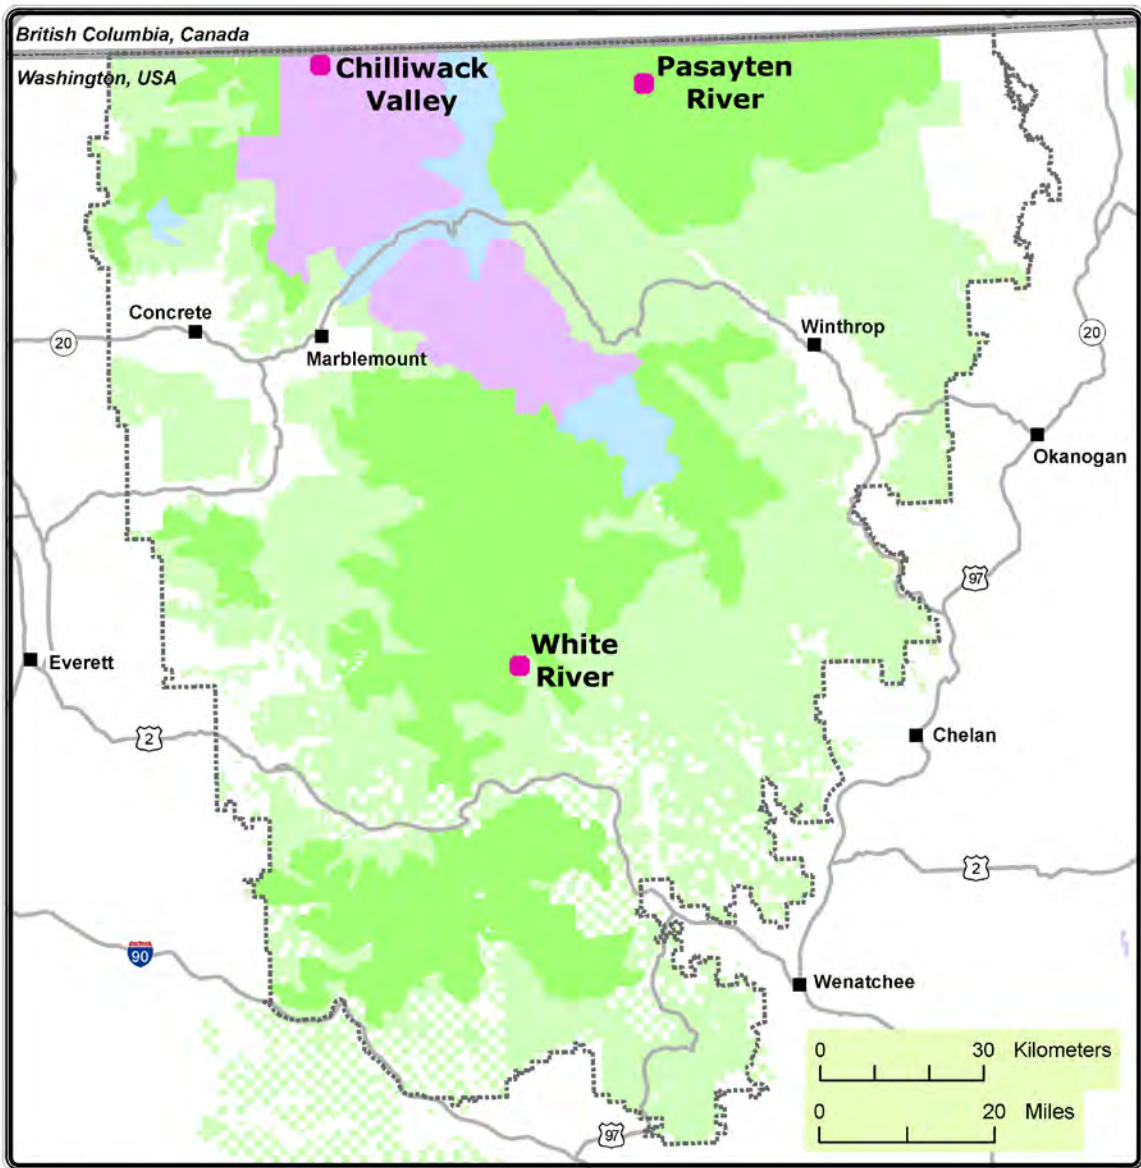 British Columbia, Canada
Washington, USA
Chilliwack
Valley
Pasayten
River
Concrete
20
Marblemount
Winthrop
20
Okanogan
97
White
River
Everett
2
Chelan
2
90
Wenatchee
0 30 Kilometers
0 20 Miles
97